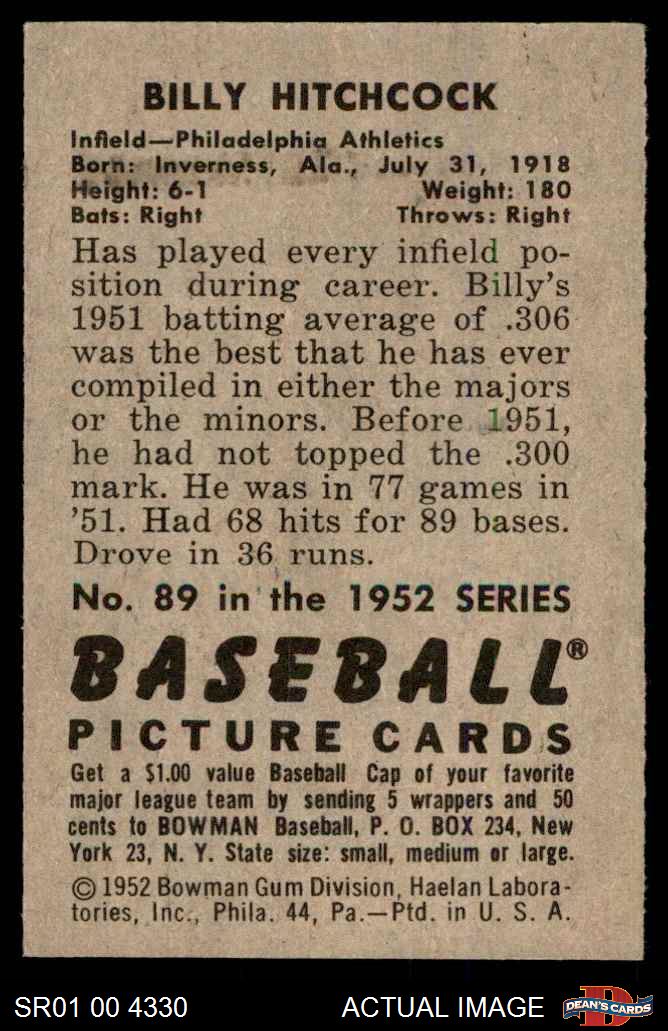 BILLY HITCHCOCK
Infield—Philadelphia Athletics
Born: Inverness, Ala., July 31, 1918
Height: 6-1 Weight: 180
Bats: Right Throws: Right
Has played every infield po-
sition during career. Billy's
1951 batting average of .306
was the best that he has ever
compiled in either the majors
or the minors. Before 1951,
he had not topped the .300
mark. He was in 77 games in
'51. Had 68 hits for 89 bases.
Drove in 36 runs.
No. 89 in the 1952 SERIES
BASEBALL®
PICTURE CARDS
Get a $1.00 value Baseball Cap of your favorite
major league team by sending 5 wrappers and 50
cents to BOWMAN Baseball, P. O. BOX 234, New
York 23, N. Y. State size: small, medium or large.
© 1952 Bowman Gum Division, Haelan Labora-
tories, Inc., Phila. 44, Pa.—Ptd. in U. S. A.
SR01 00 4330 ACTUAL IMAGE D DEAN'S CARDS